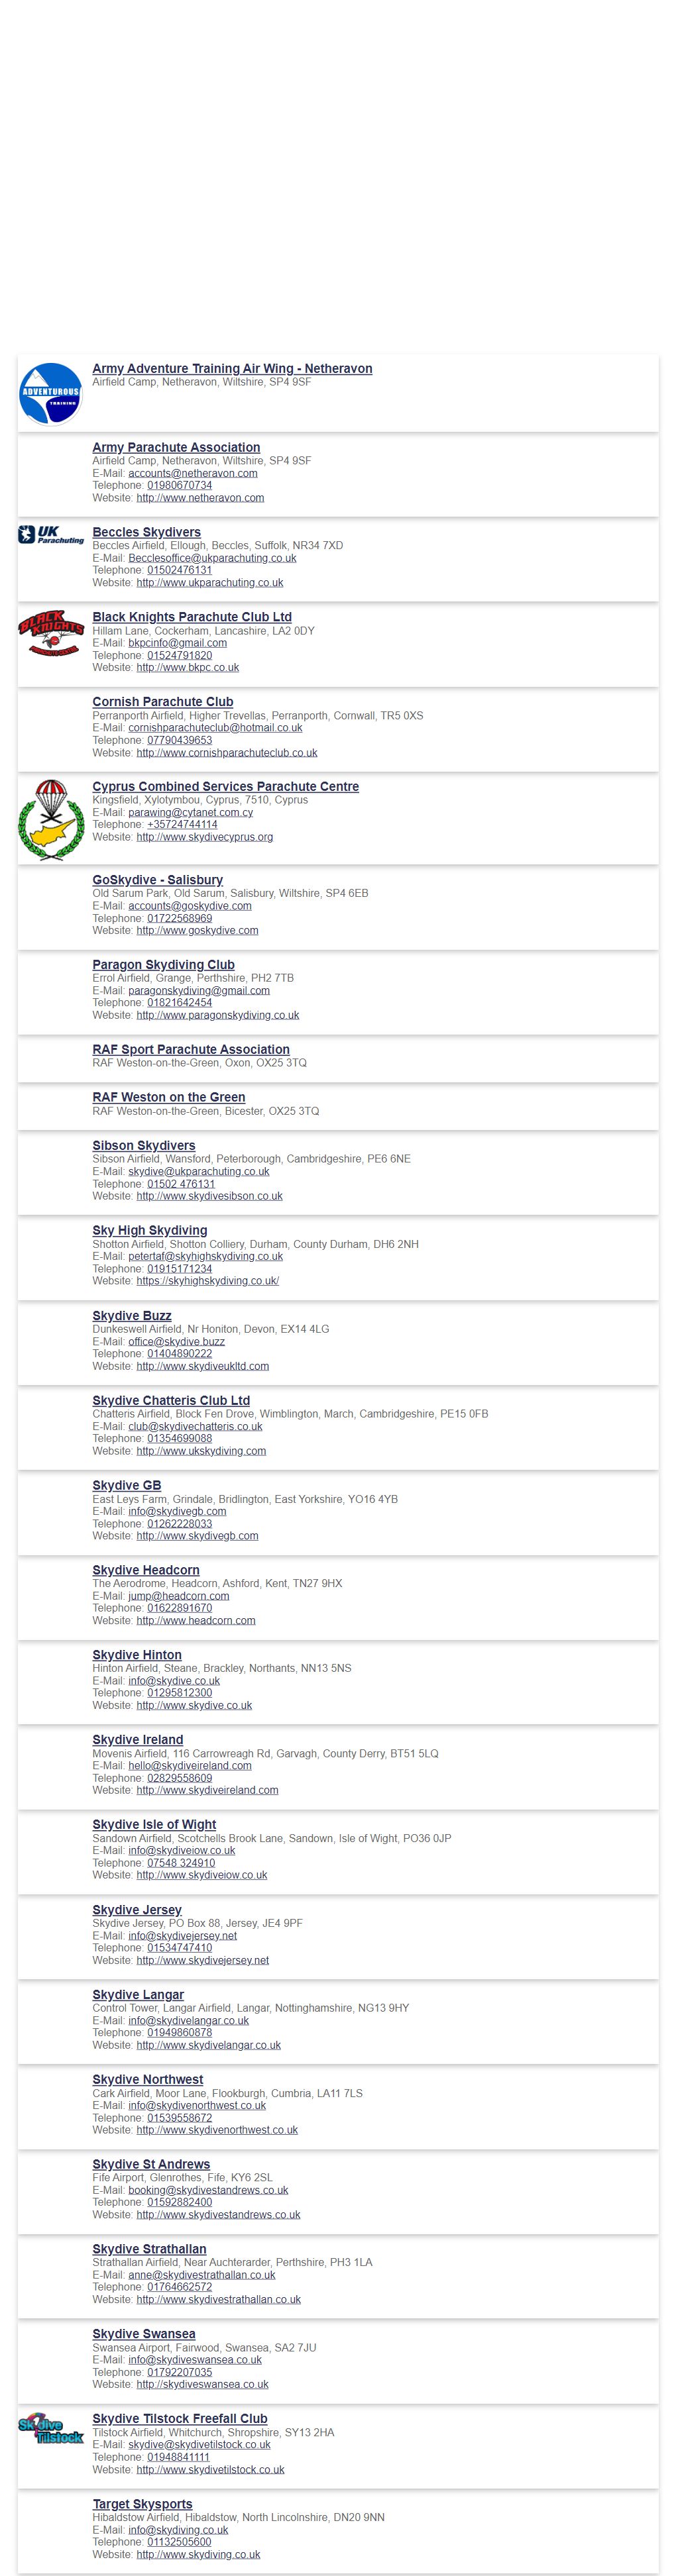 ADVENTUROUS
TRAINING
Army Adventure Training Air Wing - Netheravon
Airfield Camp, Netheravon, Wiltshire, SP4 9SF
Army Parachute Association
Airfield Camp, Netheravon, Wiltshire, SP4 9SF
E-Mail: accounts@netheravon.com
Telephone: 01980670734
Website: http://www.netheravon.com
UK
Parachuting
Beccles Skydivers
Beccles Airfield, Ellough, Beccles, Suffolk, NR34 7XD
E-Mail: Becclesoffice@ukparachuting.co.uk
Telephone: 01502476131
Website: http://www.ukparachuting.co.uk
BLACK
KNIGHTS
Black Knights Parachute Club Ltd
Hillam Lane, Cockerham, Lancashire, LA2 0DY
E-Mail: bkpcinfo@gmail.com
Telephone: 01524791820
Website: http://www.bkpc.co.uk
Cornish Parachute Club
Perranporth Airfield, Higher Trevellas, Perranporth, Cornwall, TR5 0XS
E-Mail: cornishparachuteclub@hotmail.co.uk
Telephone: 07790439653
Website: http://www.cornishparachuteclub.co.uk
Cyprus Combined Services Parachute Centre
Kingsfield, Xylotymbou, Cyprus, 7510, Cyprus
E-Mail: parawing@cytanet.com.cy
Telephone: +35724744114
Website: http://www.skydivecyprus.org
GoSkydive - Salisbury
Old Sarum Park, Old Sarum, Salisbury, Wiltshire, SP4 6EB
E-Mail: accounts@goskydive.com
Telephone: 01722568969
Website: http://www.goskydive.com
Paragon Skydiving Club
Errol Airfield, Grange, Perthshire, PH2 7TB
E-Mail: paragonskydiving@gmail.com
Telephone: 01821642454
Website: http://www.paragonskydiving.co.uk
RAF Sport Parachute Association
RAF Weston-on-the-Green, Oxon, OX25 3TQ
RAF Weston on the Green
RAF Weston-on-the-Green, Bicester, OX25 3TQ
Sibson Skydivers
Sibson Airfield, Wansford, Peterborough, Cambridgeshire, PE6 6NE
E-Mail: skydive@ukparachuting.co.uk
Telephone: 01502 476131
Website: http://www.skydivesibson.co.uk
Sky High Skydiving
Shotton Airfield, Shotton Colliery, Durham, County Durham, DH6 2NH
E-Mail: petertaf@skyhighskydiving.co.uk
Telephone: 01915171234
Website: https://skyhighskydiving.co.uk/
Skydive Buzz
Dunkeswell Airfield, Nr Honiton, Devon, EX14 4LG
E-Mail: office@skydive.buzz
Telephone: 01404890222
Website: http://www.skydiveukltd.com
Skydive Chatteris Club Ltd
Chatteris Airfield, Block Fen Drove, Wimblington, March, Cambridgeshire, PE15 0FB
E-Mail: club@skydivechatteris.co.uk
Telephone: 01354699088
Website: http://www.ukskydiving.com
Skydive GB
East Leys Farm, Grindale, Bridlington, East Yorkshire, YO16 4YB
E-Mail: info@skydivegb.com
Telephone: 01262228033
Website: http://www.skydivegb.com
Skydive Headcorn
The Aerodrome, Headcorn, Ashford, Kent, TN27 9HX
E-Mail: jump@headcorn.com
Telephone: 01622891670
Website: http://www.headcorn.com
Skydive Hinton
Hinton Airfield, Steane, Brackley, Northants, NN13 5NS
E-Mail: info@skydive.co.uk
Telephone: 01295812300
Website: http://www.skydive.co.uk
Skydive Ireland
Movenis Airfield, 116 Carrowreagh Rd, Garvagh, County Derry, BT51 5LQ
E-Mail: hello@skydiveireland.com
Telephone: 02829558609
Website: http://www.skydiveireland.com
Skydive Isle of Wight
Sandown Airfield, Scotchells Brook Lane, Sandown, Isle of Wight, PO36 0JP
E-Mail: info@skydiveiow.co.uk
Telephone: 07548 324910
Website: http://www.skydiveiow.co.uk
Skydive Jersey
Skydive Jersey, PO Box 88, Jersey, JE4 9PF
E-Mail: info@skydivejersey.net
Telephone: 01534747410
Website: http://www.skydivejersey.net
Skydive Langar
Control Tower, Langar Airfield, Langar, Nottinghamshire, NG13 9HY
E-Mail: info@skydivelangar.co.uk
Telephone: 01949860878
Website: http://www.skydivelangar.co.uk
Skydive Northwest
Cark Airfield, Moor Lane, Flookburgh, Cumbria, LA11 7LS
E-Mail: info@skydivenorthwest.co.uk
Telephone: 01539558672
Website: http://www.skydivenorthwest.co.uk
Skydive St Andrews
Fife Airport, Glenrothes, Fife, KY6 2SL
E-Mail: booking@skydivestandrews.co.uk
Telephone: 01592882400
Website: http://www.skydivestandrews.co.uk
Skydive Strathallan
Strathallan Airfield, Near Auchterarder, Perthshire, PH3 1LA
E-Mail: anne@skydivestrathallan.co.uk
Telephone: 01764662572
Website: http://www.skydivestrathallan.co.uk
Skydive Swansea
Swansea Airport, Fairwood, Swansea, SA2 7JU
E-Mail: info@skydiveswansea.co.uk
Telephone: 01792207035
Website: http://skydiveswansea.co.uk
Skydive
Tilstock
Skydive Tilstock Freefall Club
Tilstock Airfield, Whitchurch, Shropshire, SY13 2HA
E-Mail: skydive@skydivetilstock.co.uk
Telephone: 01948841111
Website: http://www.skydivetilstock.co.uk
Target Skysports
Hibaldstow Airfield, Hibaldstow, North Lincolnshire, DN20 9NN
E-Mail: info@skydiving.co.uk
Telephone: 01132505600
Website: http://www.skydiving.co.uk